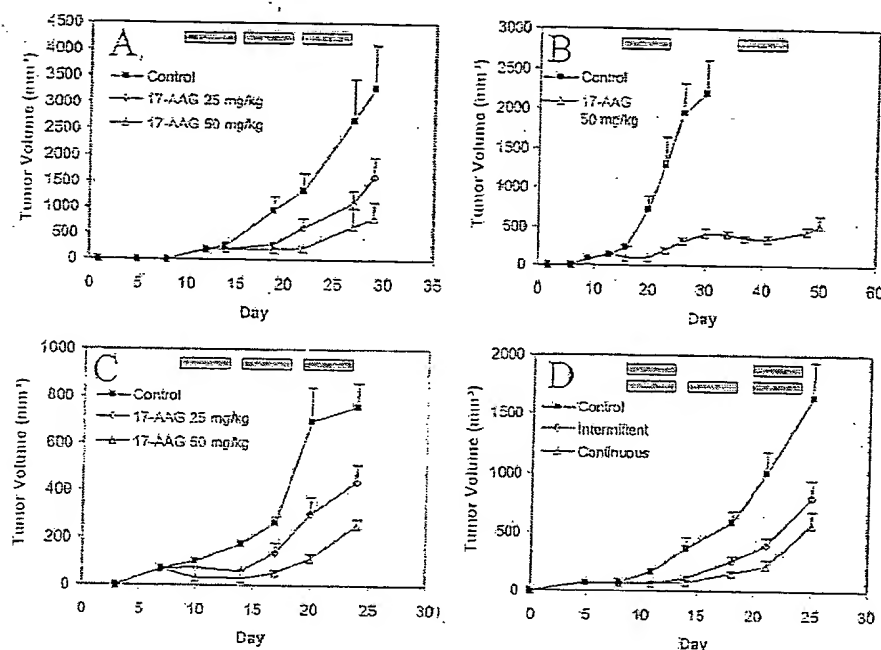 A
Tumor Volume (mm³)
4500
4000
3500
3000
2500
2000
1500
1000
500
0
Control
17-AAG 25 mg/kg
17-AAG 50 mg/kg
0 5 10 15 20 25 30 35
Day
B
Tumor Volume (mm³)
3000
2500
2000
1500
1000
500
0
Control
17-AAG
50 mg/kg
0 10 20 30 40 50 60
Day
C
Tumor Volume (mm³)
1000
800
600
400
200
0
Control
17-AAG 25 mg/kg
17-AAG 50 mg/kg
0 5 10 15 20 25 30
Day
D
Tumor Volume (mm³)
2000
1500
1000
500
0
Control
Intermittent
Continuous
0 5 10 15 20 25 30
Day